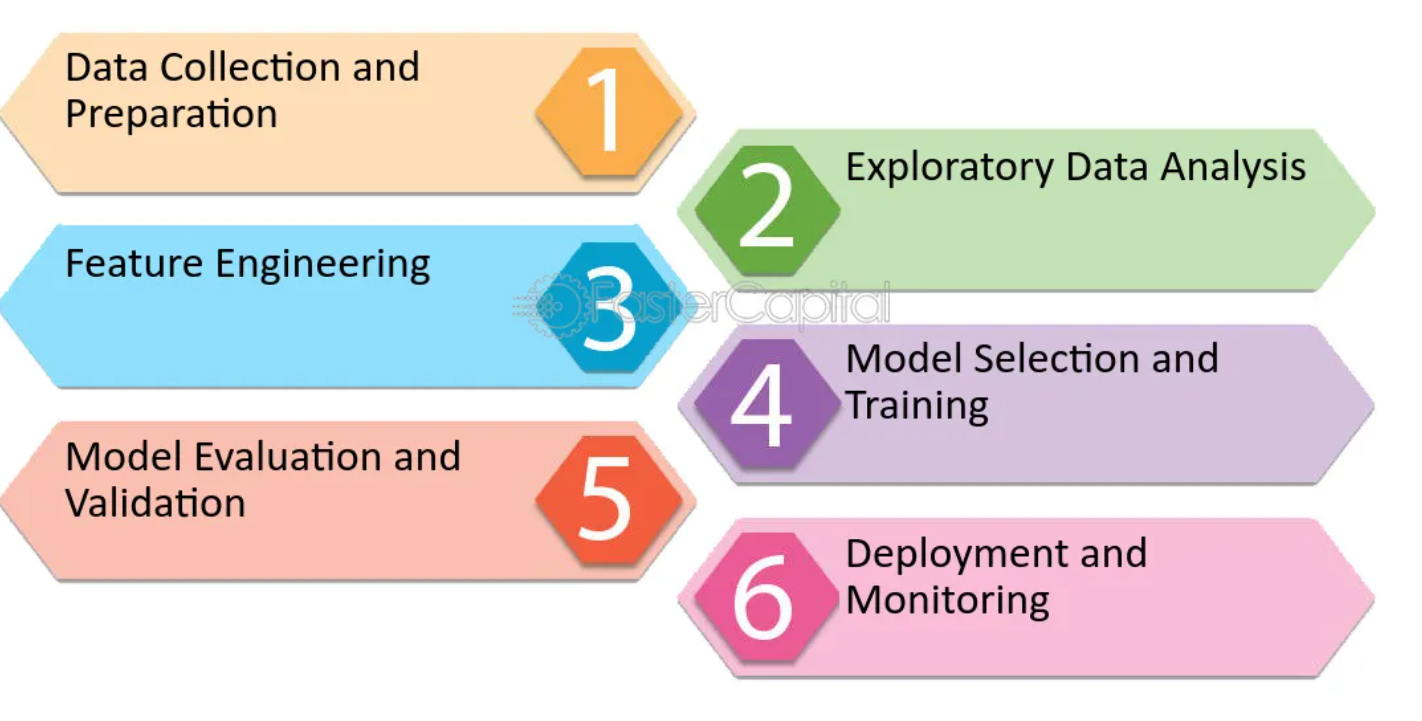 Data Collection and
Preparation
1
2
Exploratory Data Analysis
Feature Engineering
3
FasterCapital
4
Model Selection and
Training
Model Evaluation and
Validation
5
6
Deployment and
Monitoring